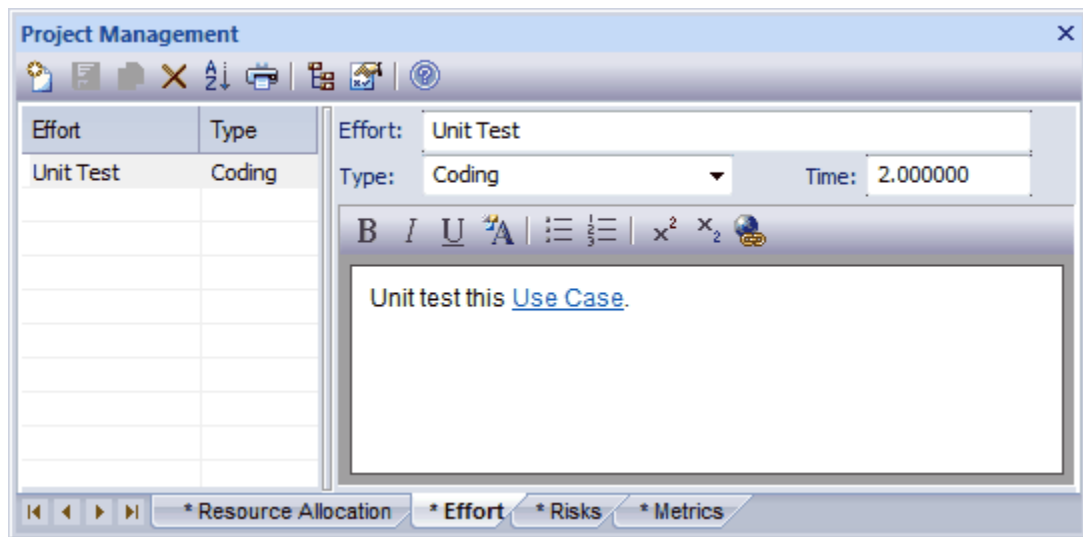 Project Management
Effort Type
Unit Test Coding
Effort: Unit Test
Type: Coding Time: 2.000000
B I U A x² x₂
Unit test this Use Case.
* Resource Allocation * Effort * Risks * Metrics